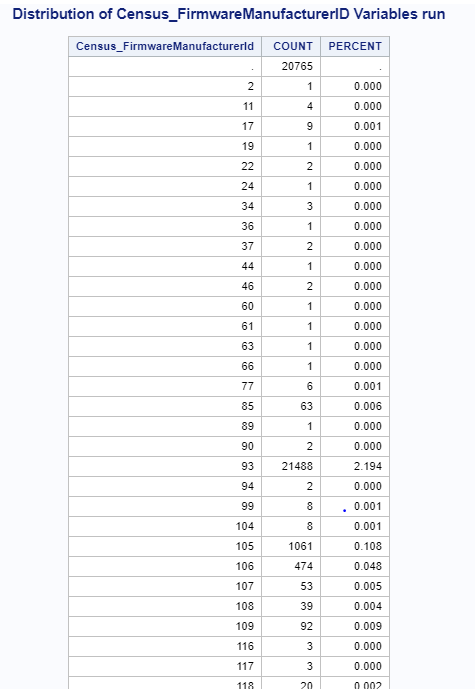 Distribution of Census_FirmwareManufacturerID Variables run
Census_FirmwareManufacturerId COUNT PERCENT
. 20765 .
2 1 0.000
11 4 0.000
17 9 0.001
19 1 0.000
22 2 0.000
24 1 0.000
34 3 0.000
36 1 0.000
37 2 0.000
44 1 0.000
46 2 0.000
60 1 0.000
61 1 0.000
63 1 0.000
66 1 0.000
77 6 0.001
85 63 0.006
89 1 0.000
90 2 0.000
93 21488 2.194
94 2 0.000
99 8 0.001
104 8 0.001
105 1061 0.108
106 474 0.048
107 53 0.005
108 39 0.004
109 92 0.009
116 3 0.000
117 3 0.000
118 20 0.002